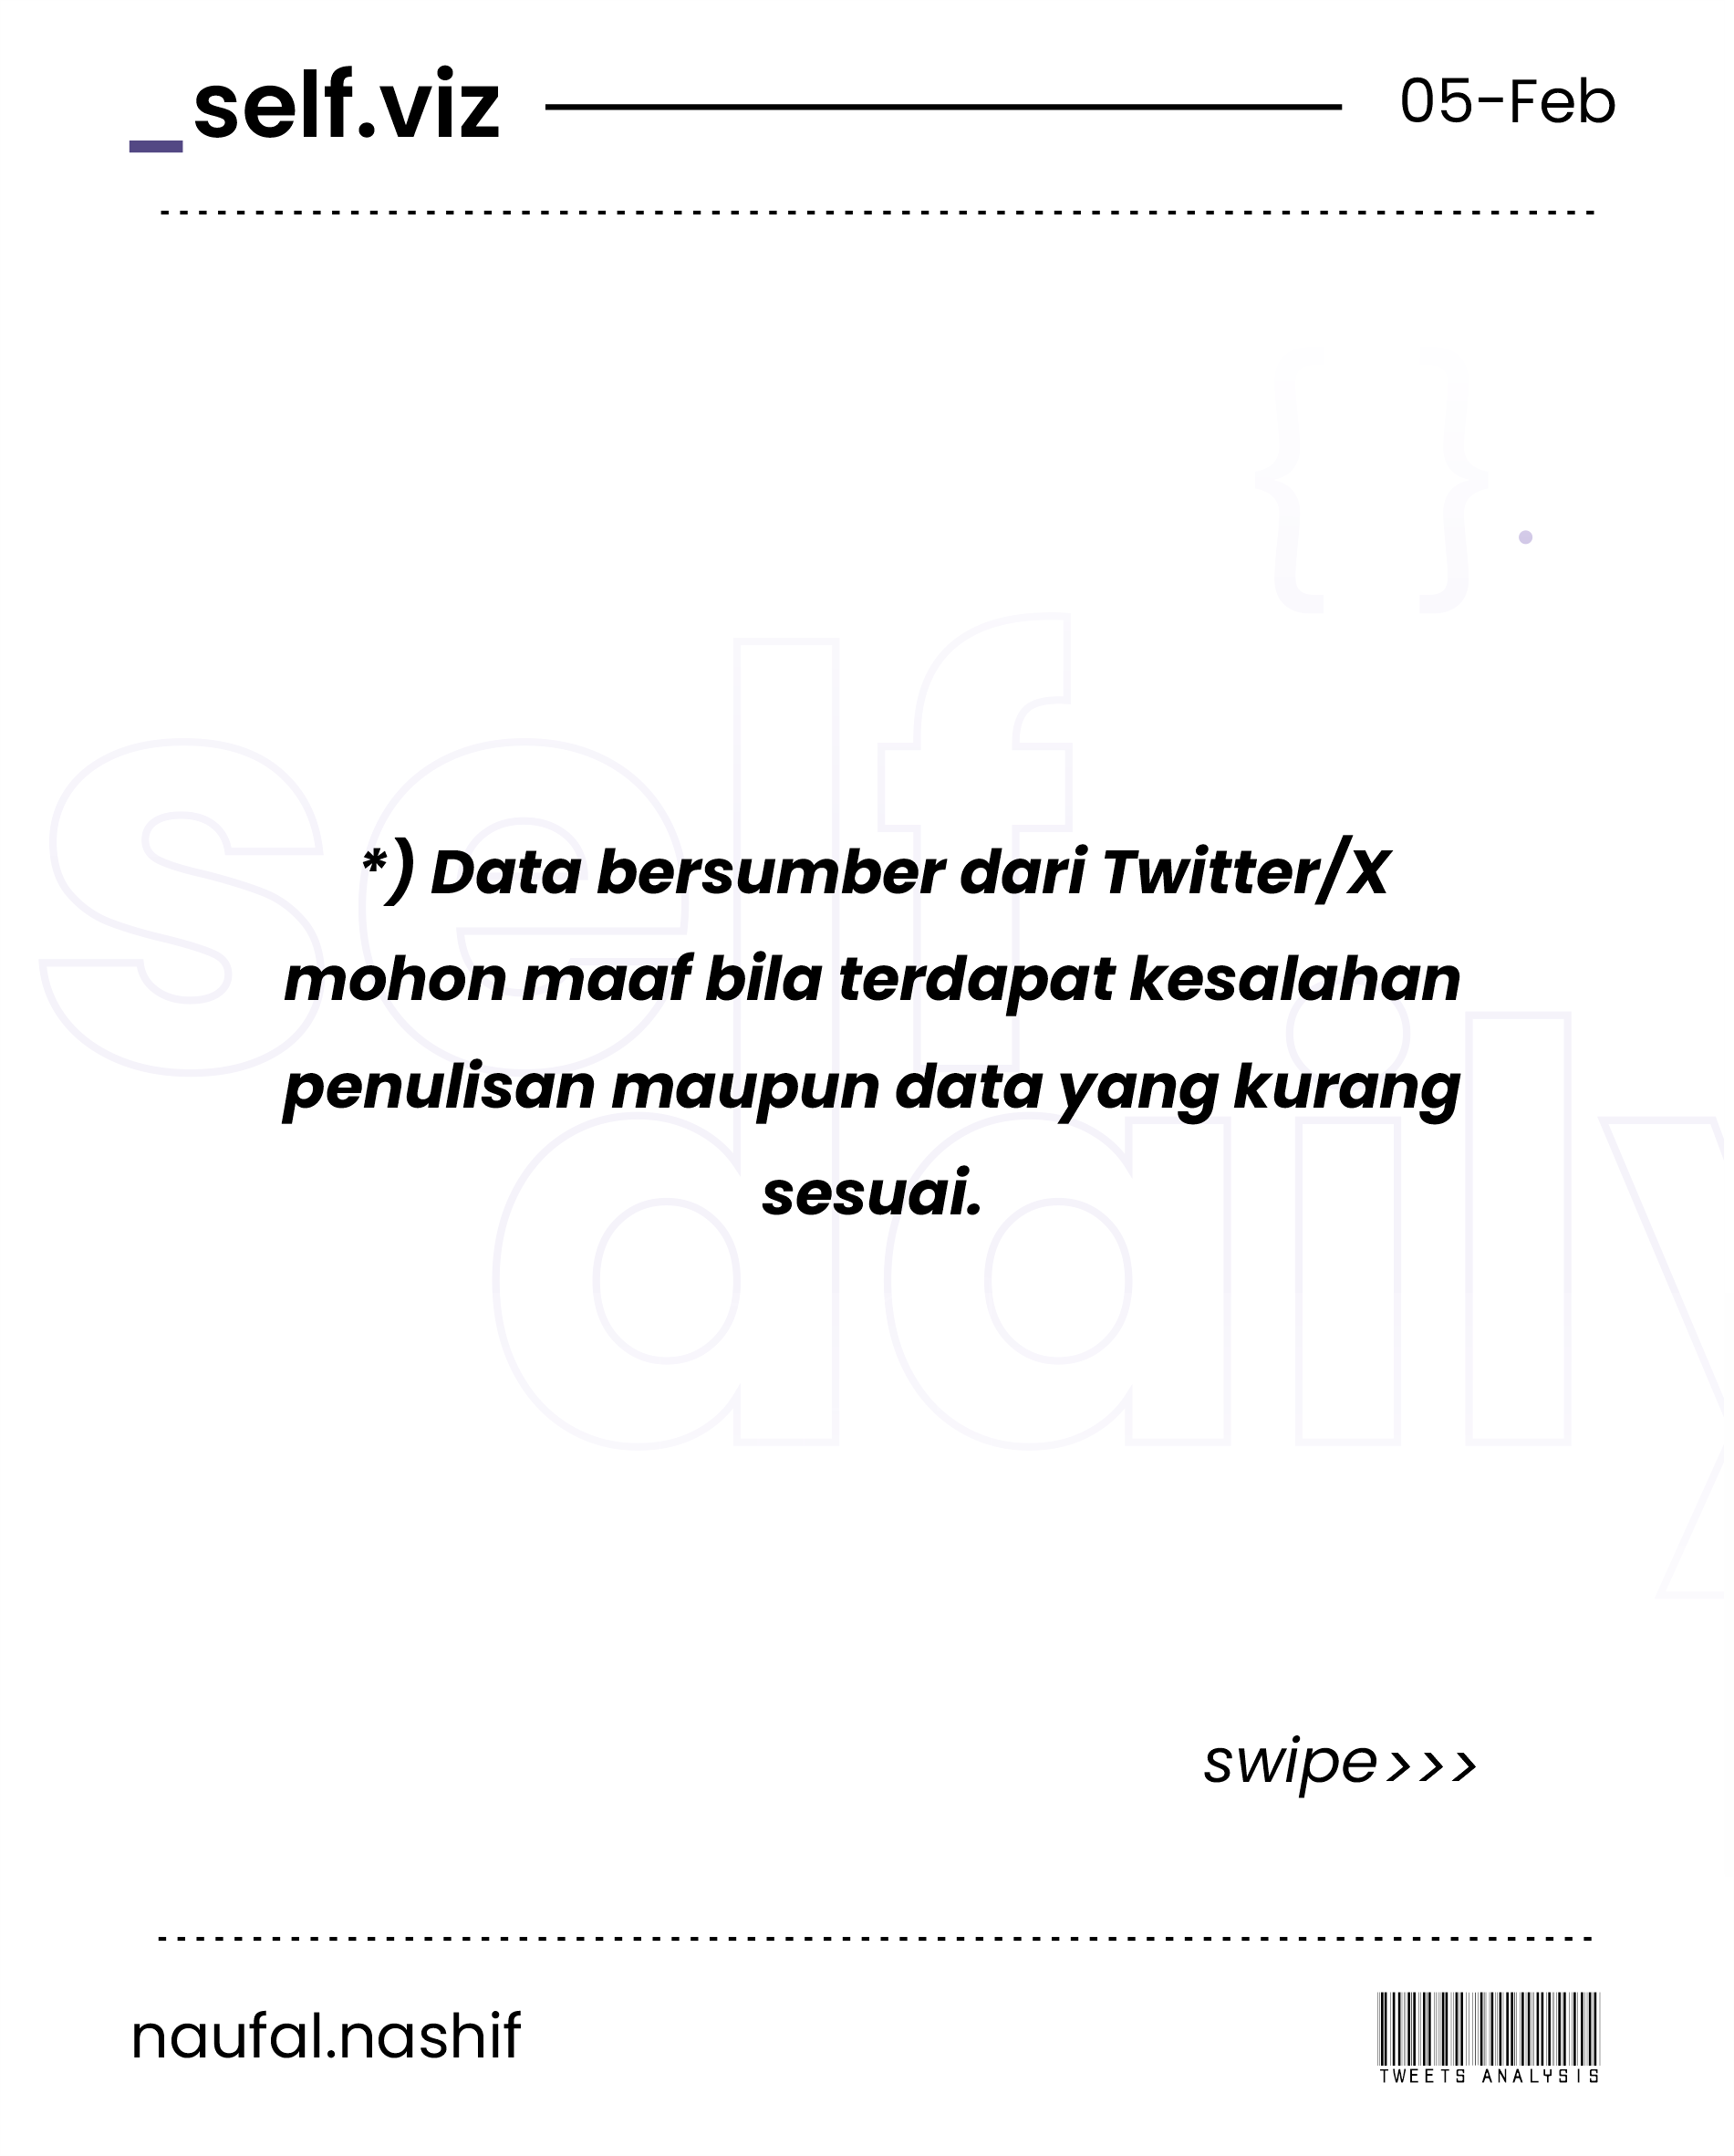 _self.viz
05-Feb
{ }.
self
daily
*) Data bersumber dari Twitter/X
mohon maaf bila terdapat kesalahan
penulisan maupun data yang kurang
sesuai.
swipe>>>
naufal.nashif
TWEETS ANALYSIS